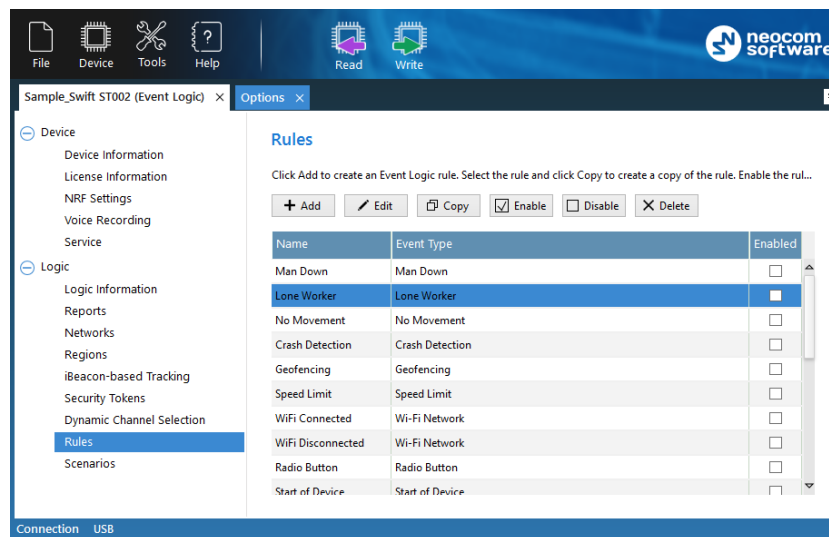 File Device Tools Help Read Write
neocom
software
Sample_Swift ST002 (Event Logic) × Options ×
Device
Device Information
License Information
NRF Settings
Voice Recording
Service
Logic
Logic Information
Reports
Networks
Regions
iBeacon-based Tracking
Security Tokens
Dynamic Channel Selection
Rules
Scenarios
Rules
Click Add to create an Event Logic rule. Select the rule and click Copy to create a copy of the rule. Enable the rul...
Add Edit Copy Enable Disable Delete
Name Event Type Enabled
Man Down Man Down
Lone Worker Lone Worker
No Movement No Movement
Crash Detection Crash Detection
Geofencing Geofencing
Speed Limit Speed Limit
WiFi Connected Wi-Fi Network
WiFi Disconnected Wi-Fi Network
Radio Button Radio Button
Start of Device Start of Device
Connection USB